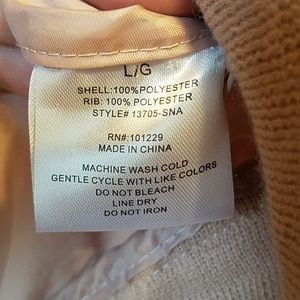 L/G
SHELL:100%POLYESTER
RIB: 100% POLYESTER
STYLE# 13705-SNA
RN#:101229
MADE IN CHINA
MACHINE WASH COLD
GENTLE CYCLE WITH LIKE COLORS
DO NOT BLEACH
LINE DRY
DO NOT IRON